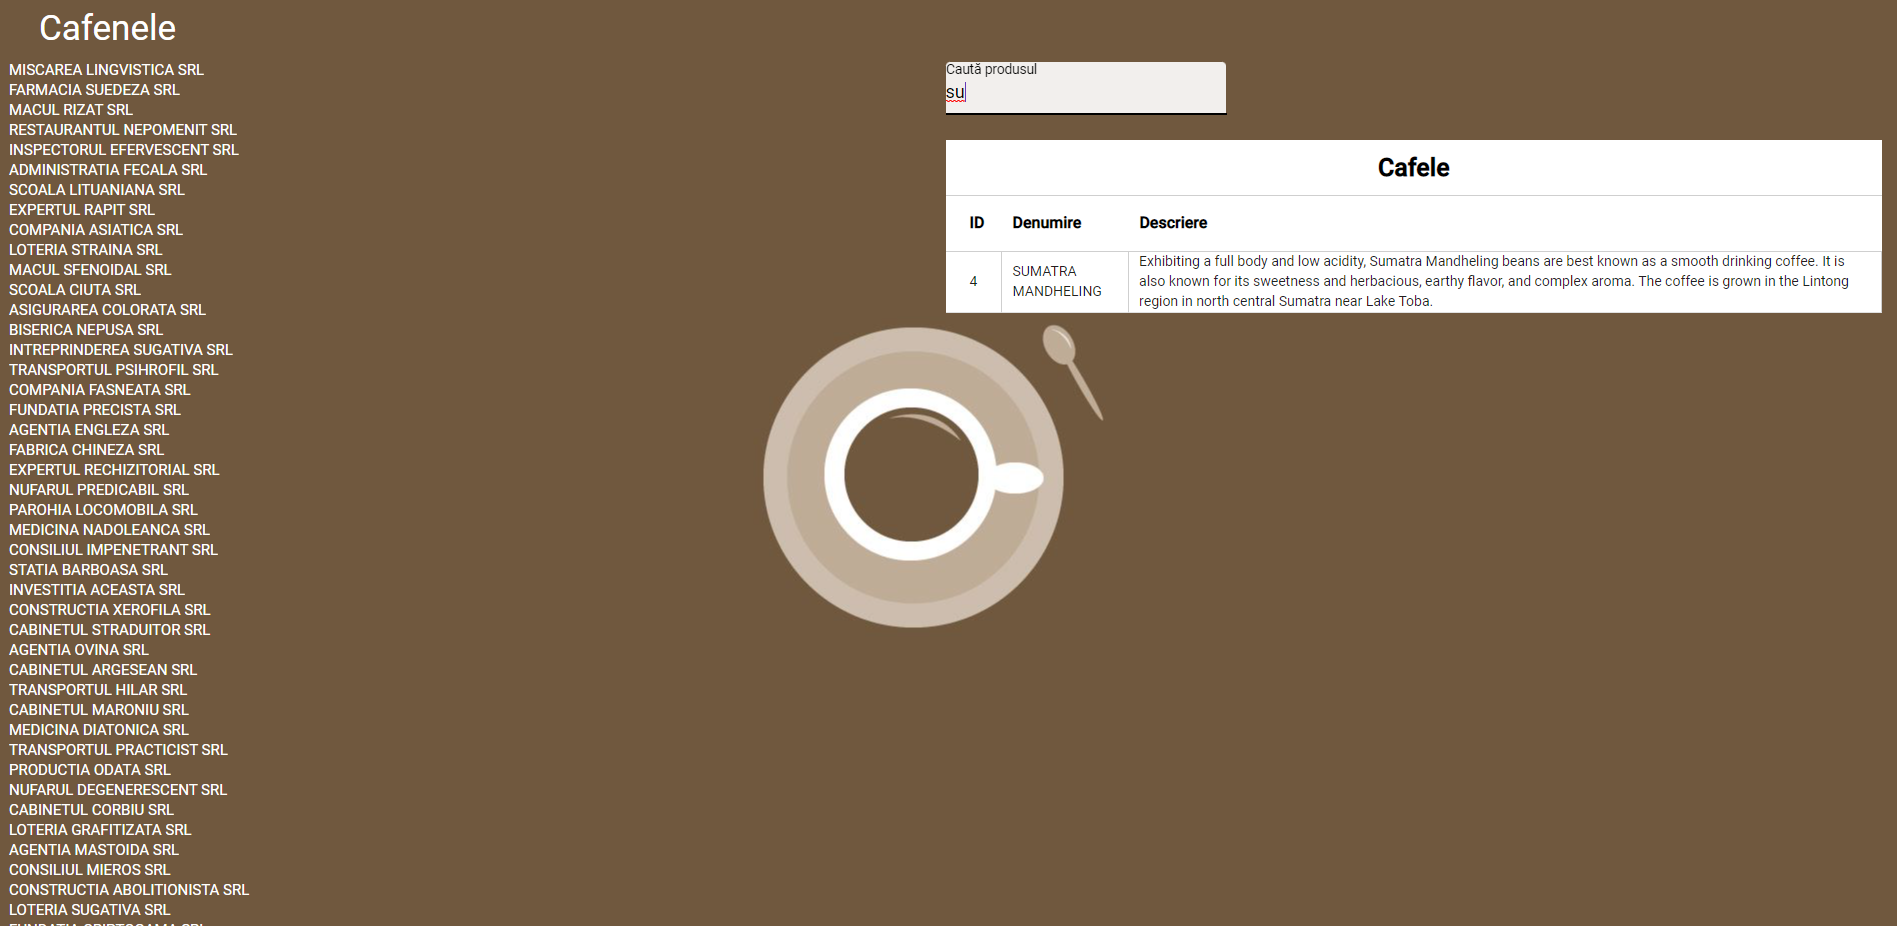 Cafenele
MISCAREA LINGVISTICA SRL
FARMACIA SUEDEZA SRL
MACUL RIZAT SRL
RESTAURANTUL NEPOMENIT SRL
INSPECTORUL EFERVESCENT SRL
ADMINISTRATIA FECALA SRL
SCOALA LITUANIANA SRL
EXPERTUL RAPIT SRL
COMPANIA ASIATICA SRL
LOTERIA STRAINA SRL
MACUL SFENOIDAL SRL
SCOALA CIUTA SRL
ASIGURAREA COLORATA SRL
BISERICA NEPUSA SRL
INTREPRINDEREA SUGATIVA SRL
TRANSPORTUL PSIHROFIL SRL
COMPANIA FASNEATA SRL
FUNDATIA PRECISTA SRL
AGENTIA ENGLEZA SRL
FABRICA CHINEZA SRL
EXPERTUL RECHIZITORIAL SRL
NUFARUL PREDICABIL SRL
PAROHIA LOCOMOBILA SRL
MEDICINA NADOLEANCA SRL
CONSILIUL IMPENETRANT SRL
STATIA BARBOASA SRL
INVESTITIA ACEASTA SRL
CONSTRUCTIA XEROFILA SRL
CABINETUL STRADUITOR SRL
AGENTIA OVINA SRL
CABINETUL ARGESEAN SRL
TRANSPORTUL HILAR SRL
CABINETUL MARONIU SRL
MEDICINA DIATONICA SRL
TRANSPORTUL PRACTICIST SRL
PRODUCTIA ODATA SRL
NUFARUL DEGENERESCENT SRL
CABINETUL CORBIU SRL
LOTERIA GRAFITIZATA SRL
AGENTIA MASTOIDA SRL
CONSILIUL MIEROS SRL
CONSTRUCTIA ABOLITIONISTA SRL
LOTERIA SUGATIVA SRL
Caută produsul
su
Cafele
ID Denumire Descriere
4
SUMATRA
MANDHELING
Exhibiting a full body and low acidity, Sumatra Mandheling beans are best known as a smooth drinking coffee. It is
also known for its sweetness and herbacious, earthy flavor, and complex aroma. The coffee is grown in the Lintong
region in north central Sumatra near Lake Toba.